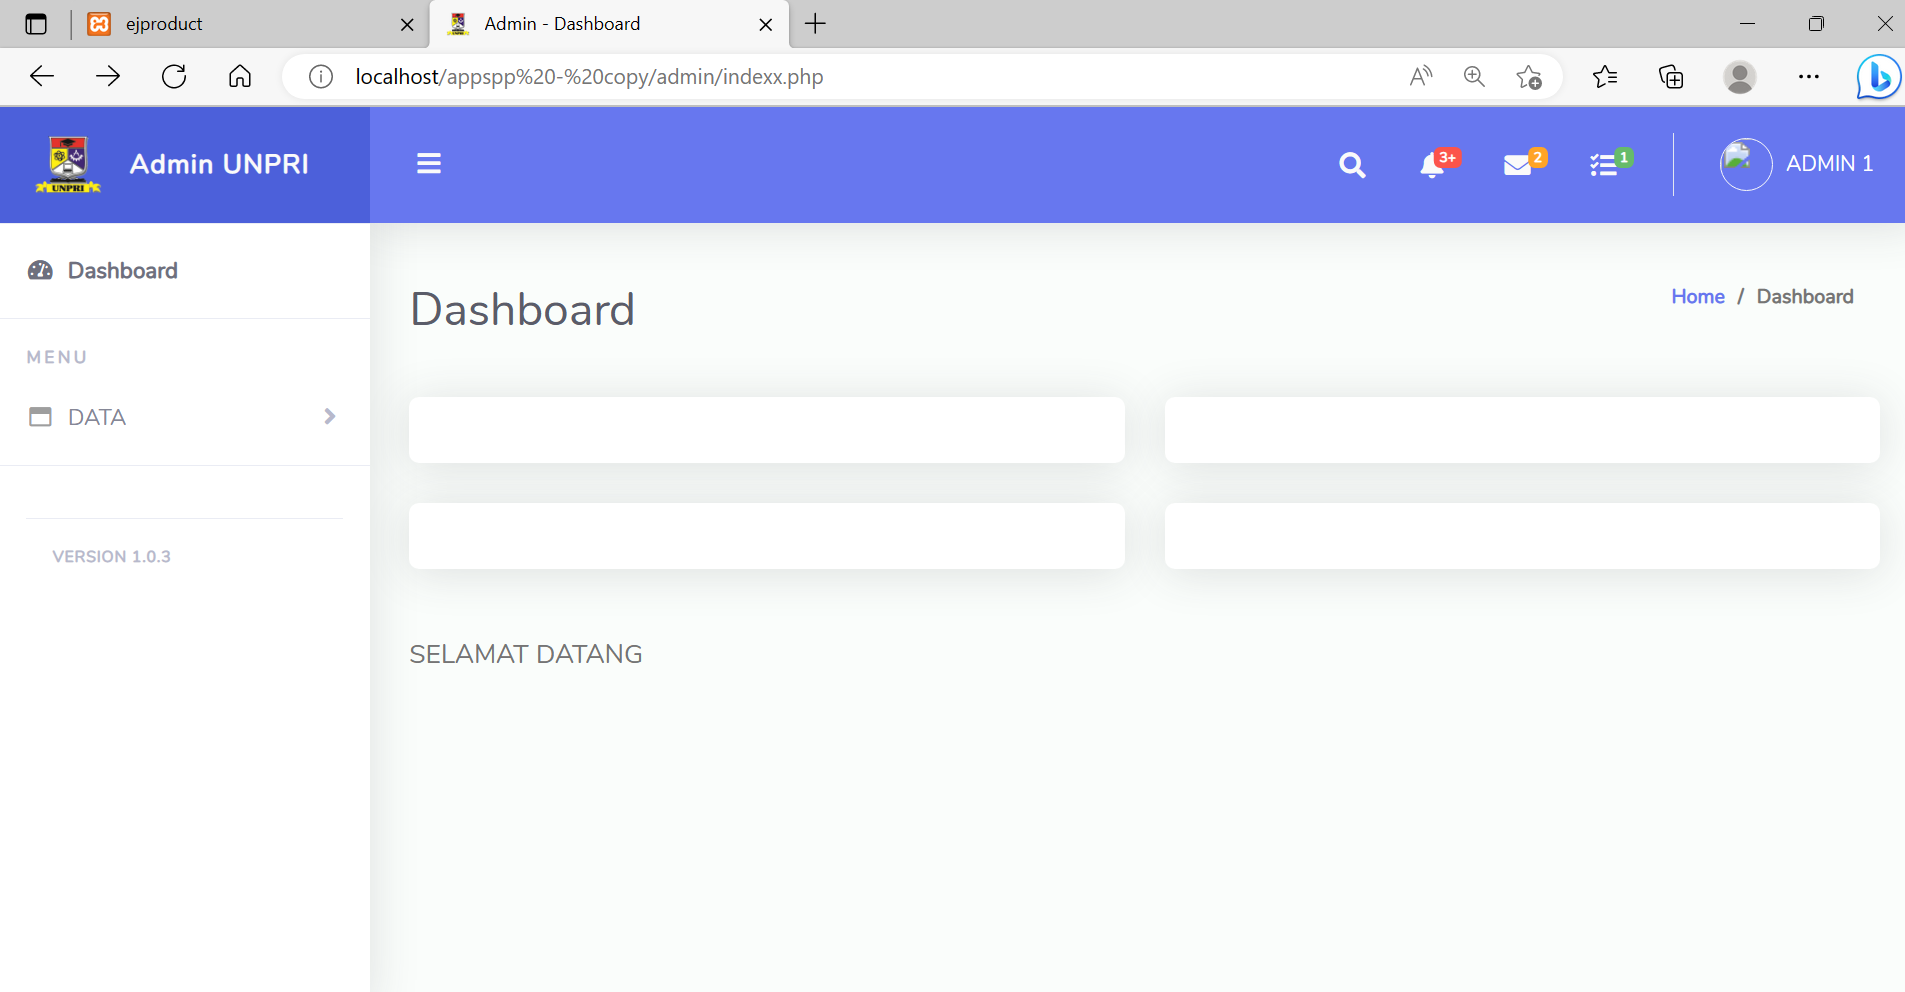 ejproduct
Admin - Dashboard
localhost/appspp%20-%20copy/admin/indexx.php
UNPRI
Admin UNPRI
3+
2
1
ADMIN 1
Dashboard
MENU
DATA
VERSION 1.0.3
Dashboard
Home / Dashboard
SELAMAT DATANG